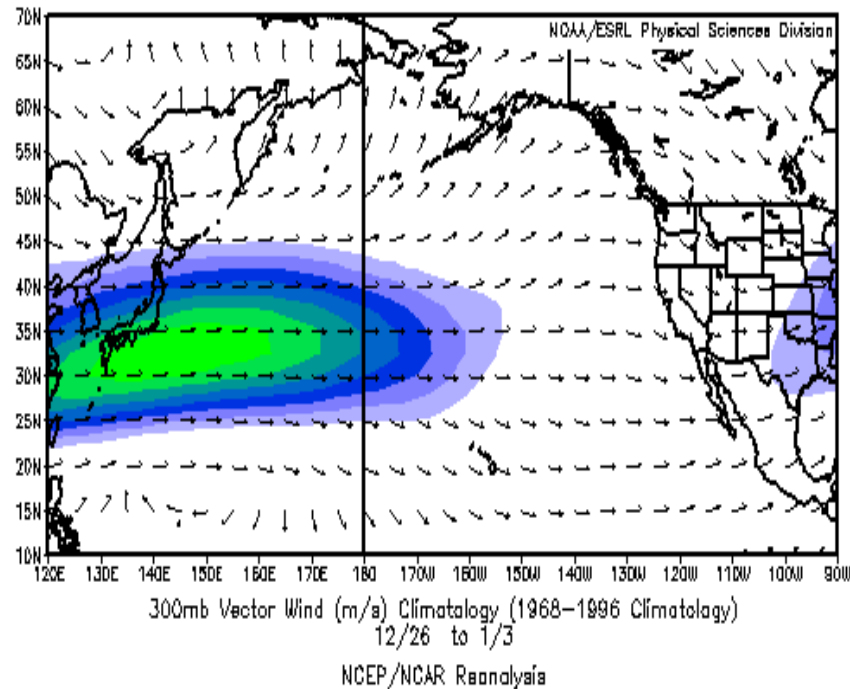 70N
NOAA/ESRL Physical Sciences Division
65N
60N
55N
50N
45N
40N
35N
30N
25N
20N
15N
10N
120E 130E 140E 150E 160E 170E 180 170W 160W 150W 140W 130W 120W 110W 100W 90W
300mb Vector Wind (m/s) Climatology (1968-1996 Climatology)
12/26 to 1/3
NCEP/NCAR Reanalysis